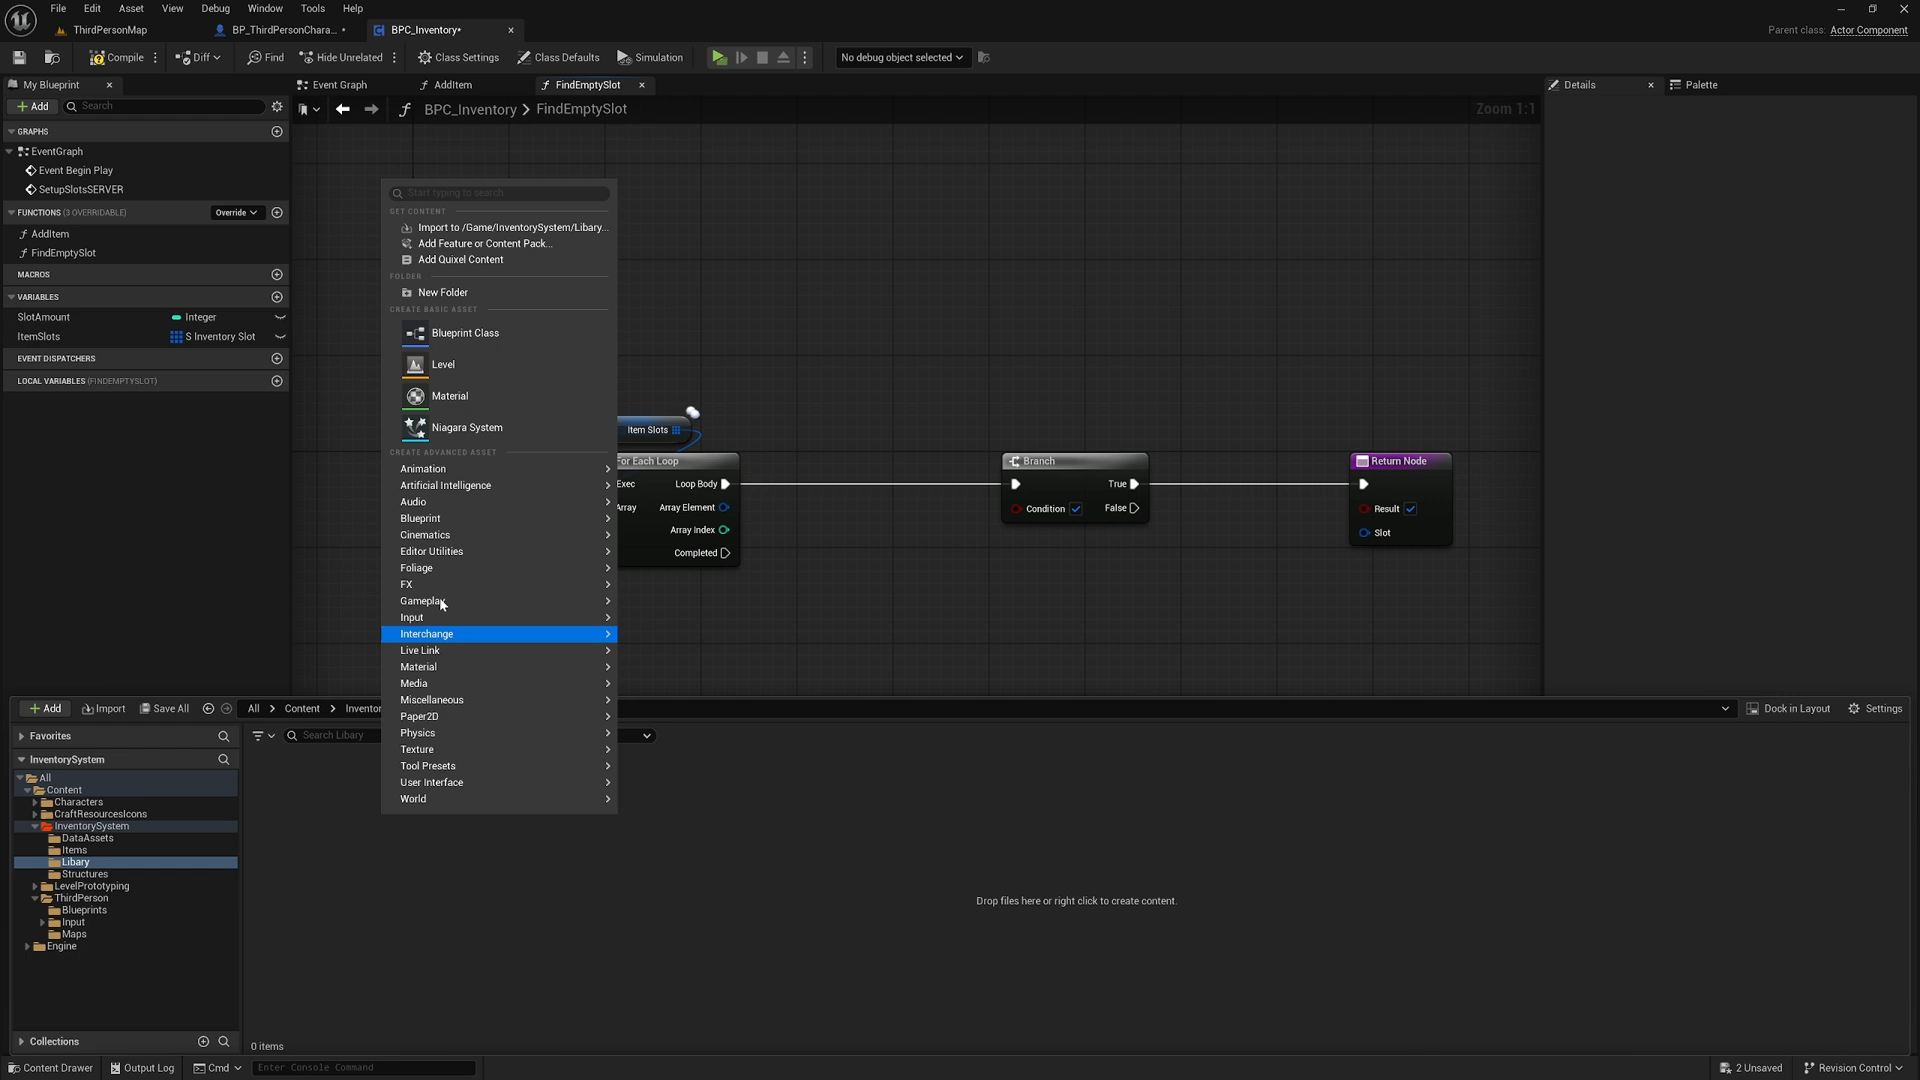 File Edit Asset View Debug Window Tools Help
ThirdPersonMap BP_ThirdPersonChara... • BPC_Inventory•
Parent class: Actor Component
Compile Diff Find Hide Unrelated Class Settings Class Defaults Simulation No debug object selected
My Blueprint Event Graph AddItem FindEmptySlot Details Palette
Add Search
BPC_Inventory > FindEmptySlot Zoom 1:1
GRAPHS
EventGraph
Event Begin Play
SetupSlotsSERVER
FUNCTIONS (3 OVERRIDABLE) Override
AddItem
FindEmptySlot
MACROS
VARIABLES
SlotAmount Integer
ItemSlots S Inventory Slot
EVENT DISPATCHERS
LOCAL VARIABLES (FINDEMPTYSLOT)
Start typing to search
GET CONTENT
Import to /Game/InventorySystem/Libary...
Add Feature or Content Pack...
Add Quixel Content
FOLDER
New Folder
CREATE BASIC ASSET
Blueprint Class
Level
Material
Niagara System
CREATE ADVANCED ASSET
Animation
Artificial Intelligence
Audio
Blueprint
Cinematics
Editor Utilities
Foliage
FX
Gameplay
Input
Interchange
Live Link
Material
Media
Miscellaneous
Paper2D
Physics
Texture
Tool Presets
User Interface
World
Item Slots
For Each Loop
Exec Loop Body
Array Array Element
Array Index
Completed
Branch
True
Condition False
Return Node
Result
Slot
Add Import Save All All > Content > Inventor Dock in Layout Settings
Favorites Search Library
InventorySystem
All
Content
Characters
CraftResourcesIcons
InventorySystem
DataAssets
Items
Libary
Structures
LevelPrototyping
ThirdPerson
Blueprints
Input
Maps
Engine
Drop files here or right click to create content.
Collections 0 items
Content Drawer Output Log Cmd Enter Console Command 2 Unsaved Revision Control